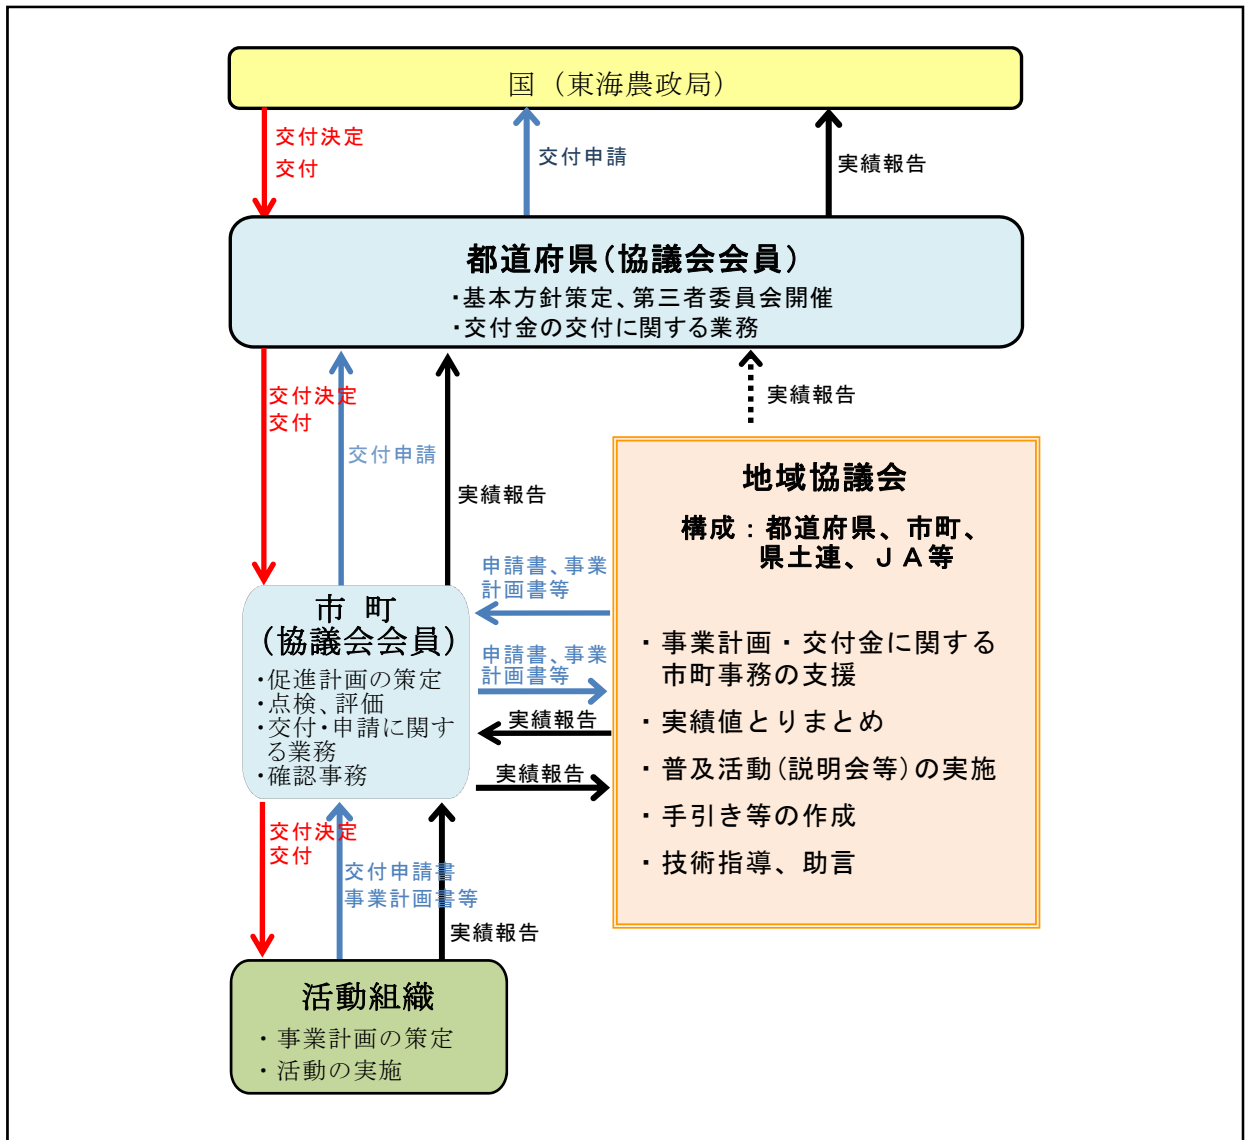 国（東海農政局）
交付決定
交付
交付申請
実績報告
都道府県(協議会会員)
・基本方針策定、第三者委員会開催
・交付金の交付に関する業務
交付決定
交付
交付申請
実績報告
実績報告
地域協議会
構成：都道府県、市町、
県土連、ＪＡ等
・事業計画・交付金に関する
市町事務の支援
・実績値とりまとめ
・普及活動(説明会等)の実施
・手引き等の作成
・技術指導、助言
申請書、事業
計画書等
申請書、事業
計画書等
実績報告
実績報告
市 町
(協議会会員)
・促進計画の策定
・点検、評価
・交付・申請に関す
る業務
・確認事務
交付決定
交付
交付申請書
事業計画書等
実績報告
活動組織
・事業計画の策定
・活動の実施